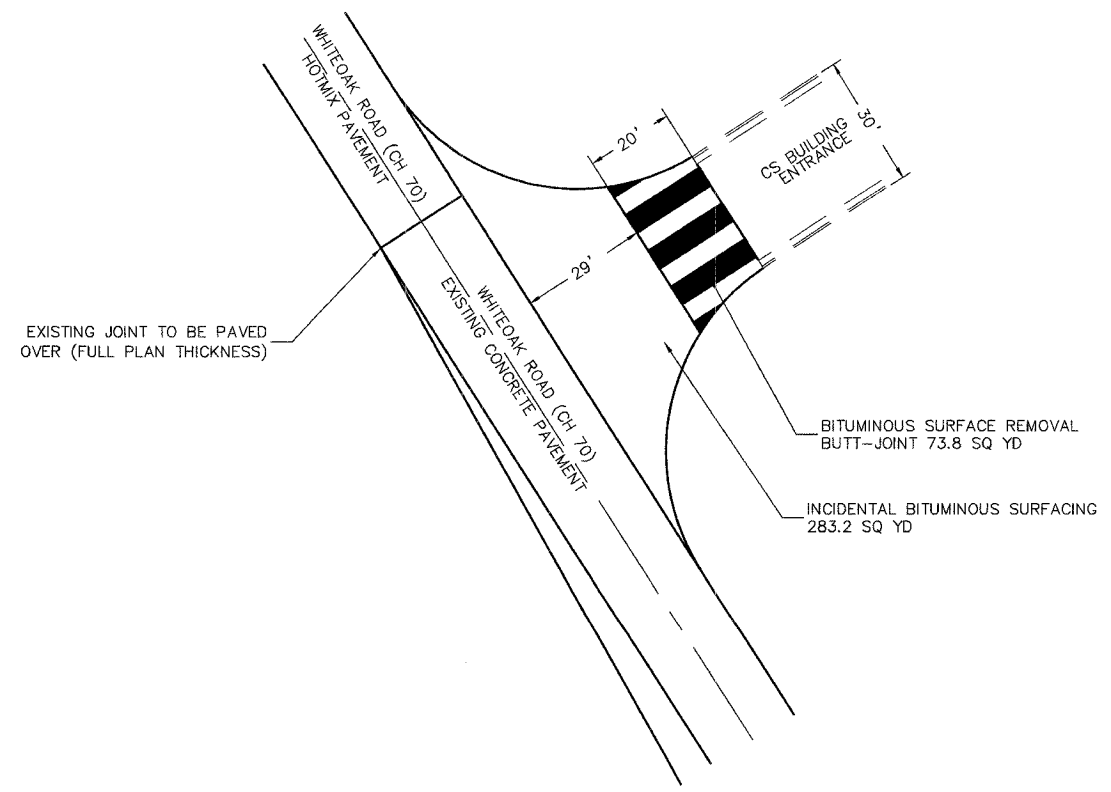 WHITEOAK ROAD (CH 70)
HOTMIX PAVEMENT
20'
30'
CS BUILDING
ENTRANCE
29'
WHITEOAK ROAD (CH 70)
EXISTING CONCRETE PAVEMENT
EXISTING JOINT TO BE PAVED
OVER (FULL PLAN THICKNESS)
BITUMINOUS SURFACE REMOVAL
BUTT-JOINT 73.8 SQ YD
INCIDENTAL BITUMINOUS SURFACING
283.2 SQ YD